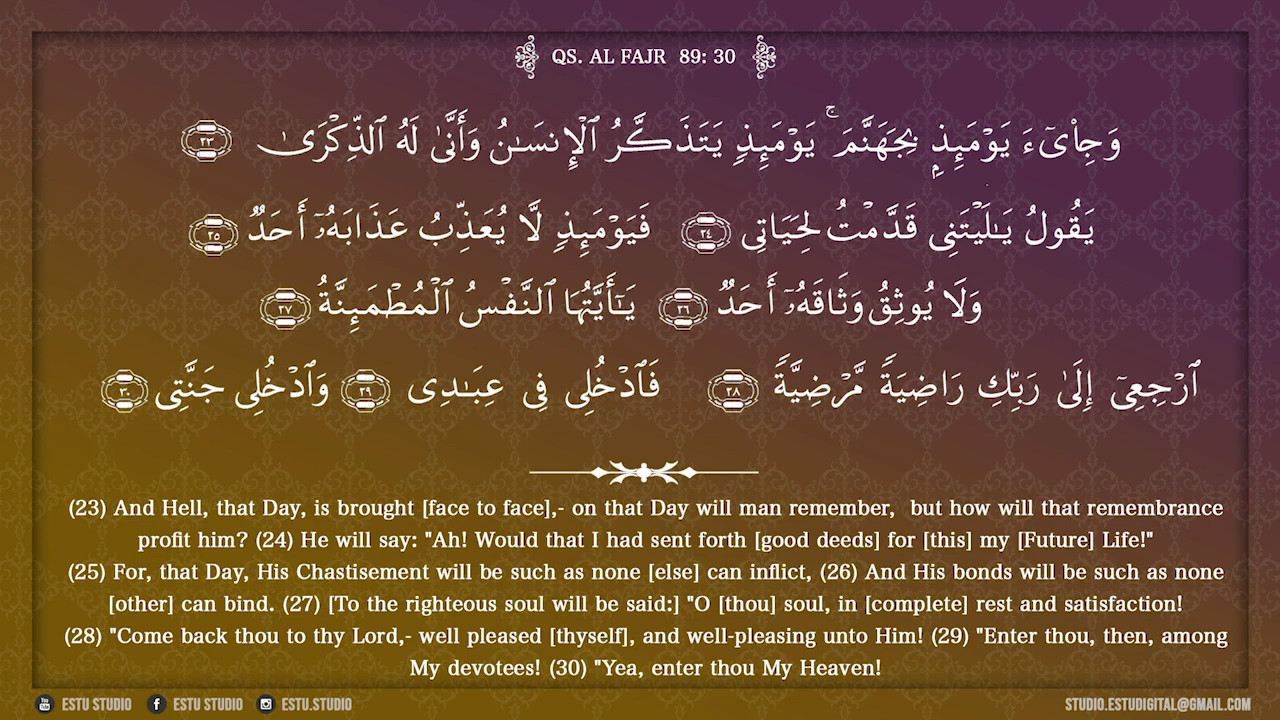 QS. AL FAJR 89: 30
وَجِا۟ىٓءَ يَوْمَئِذٍۭ بِجَهَنَّمَ ۚ يَوْمَئِذٍ يَتَذَكَّرُ ٱلْإِنسَـٰنُ وَأَنَّىٰ لَهُ ٱلذِّكْرَىٰ ٢٣
يَقُولُ يَـٰلَيْتَنِى قَدَّمْتُ لِحَيَاتِى ٢٤ فَيَوْمَئِذٍ لَّا يُعَذِّبُ عَذَابَهُۥٓ أَحَدٌ ٢٥
وَلَا يُوثِقُ وَثَاقَهُۥٓ أَحَدٌ ٢٦ يَـٰٓأَيَّتُهَا ٱلنَّفْسُ ٱلْمُطْمَئِنَّةُ ٢٧
ٱرْجِعِىٓ إِلَىٰ رَبِّكِ رَاضِيَةً مَّرْضِيَّةً ٢٨ فَٱدْخُلِى فِى عِبَـٰدِى ٢٩ وَٱدْخُلِى جَنَّتِى ٣٠
(23) And Hell, that Day, is brought [face to face],- on that Day will man remember, but how will that remembrance
profit him? (24) He will say: "Ah! Would that I had sent forth [good deeds] for [this] my [Future] Life!"
(25) For, that Day, His Chastisement will be such as none [else] can inflict, (26) And His bonds will be such as none
[other] can bind. (27) [To the righteous soul will be said:] "O [thou] soul, in [complete] rest and satisfaction!
(28) "Come back thou to thy Lord,- well pleased [thyself], and well-pleasing unto Him! (29) "Enter thou, then, among
My devotees! (30) "Yea, enter thou My Heaven!
ESTU STUDIO ESTU STUDIO ESTU.STUDIO STUDIO.ESTUDIGITAL@GMAIL.COM